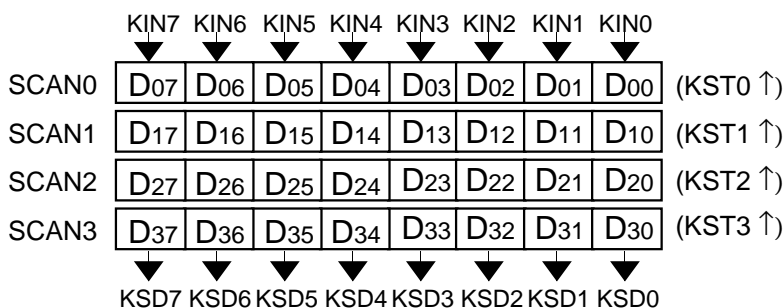 KIN7 KIN6 KIN5 KIN4 KIN3 KIN2 KIN1 KIN0
SCAN0 D07 D06 D05 D04 D03 D02 D01 D00 (KST0 ↑)
SCAN1 D17 D16 D15 D14 D13 D12 D11 D10 (KST1 ↑)
SCAN2 D27 D26 D25 D24 D23 D22 D21 D20 (KST2 ↑)
SCAN3 D37 D36 D35 D34 D33 D32 D31 D30 (KST3 ↑)
KSD7 KSD6 KSD5 KSD4 KSD3 KSD2 KSD1 KSD0